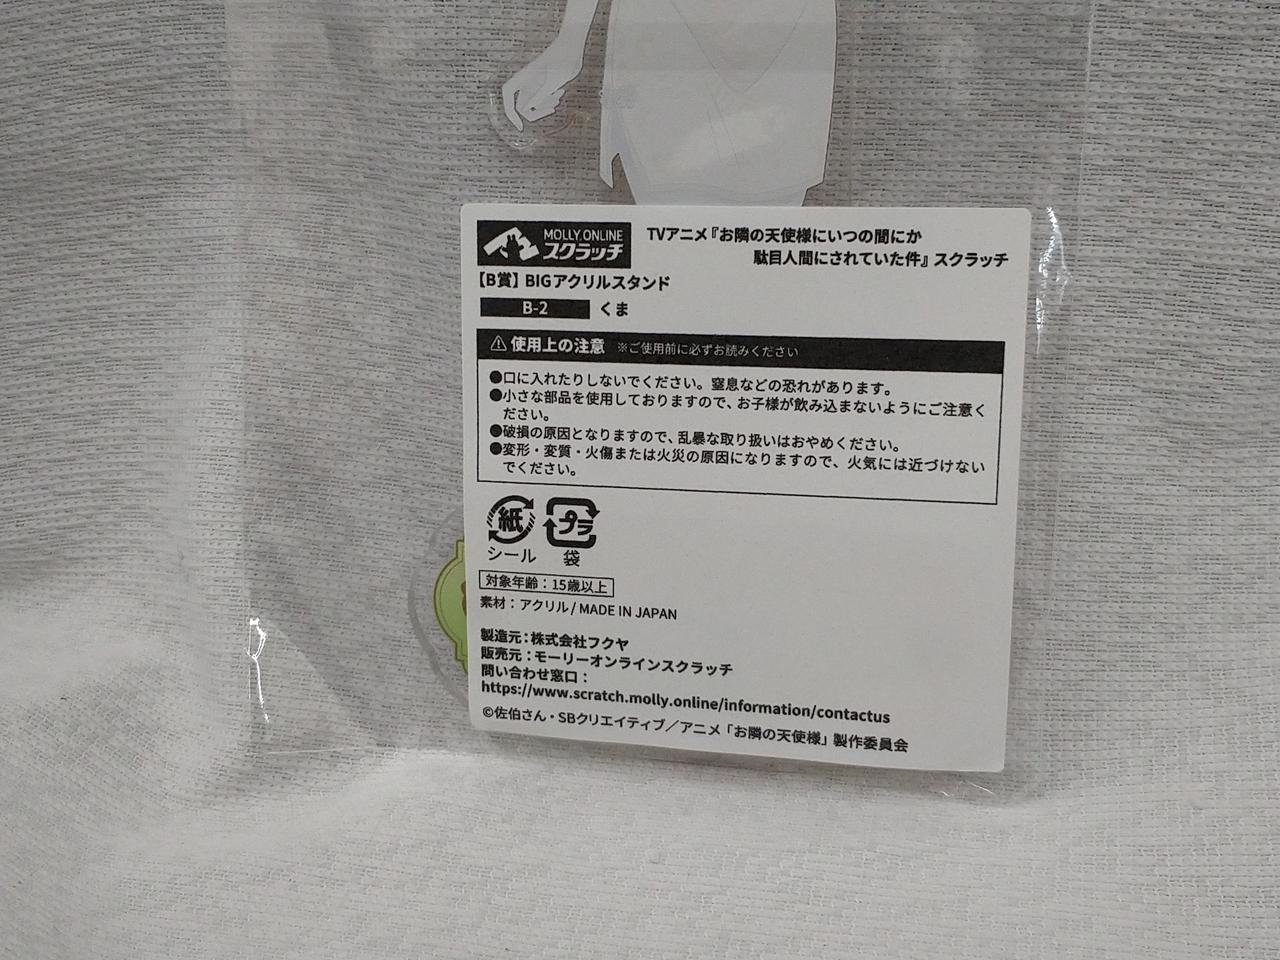 MOLLY.ONLINE
スクラッチ
TVアニメ『お隣の天使様にいつの間にか
駄目人間にされていた件』スクラッチ
【B賞】BIGアクリルスタンド
B-2 くま
⚠使用上の注意 ※ご使用前に必ずお読みください
●口に入れたりしないでください。窒息などの恐れがあります。
●小さな部品を使用しておりますので、お子様が飲み込まないようにご注意く
ださい。
●破損の原因となりますので、乱暴な取り扱いはおやめください。
●変形・変質・火傷または火災の原因になりますので、火気には近づけない
でください。
紙 プラ
シール 袋
対象年齢：15歳以上
素材：アクリル / MADE IN JAPAN
製造元：株式会社フクヤ
販売元：モーリーオンラインスクラッチ
問い合わせ窓口：
https://www.scratch.molly.online/information/contactus
©佐伯さん・SBクリエイティブ／アニメ「お隣の天使様」製作委員会